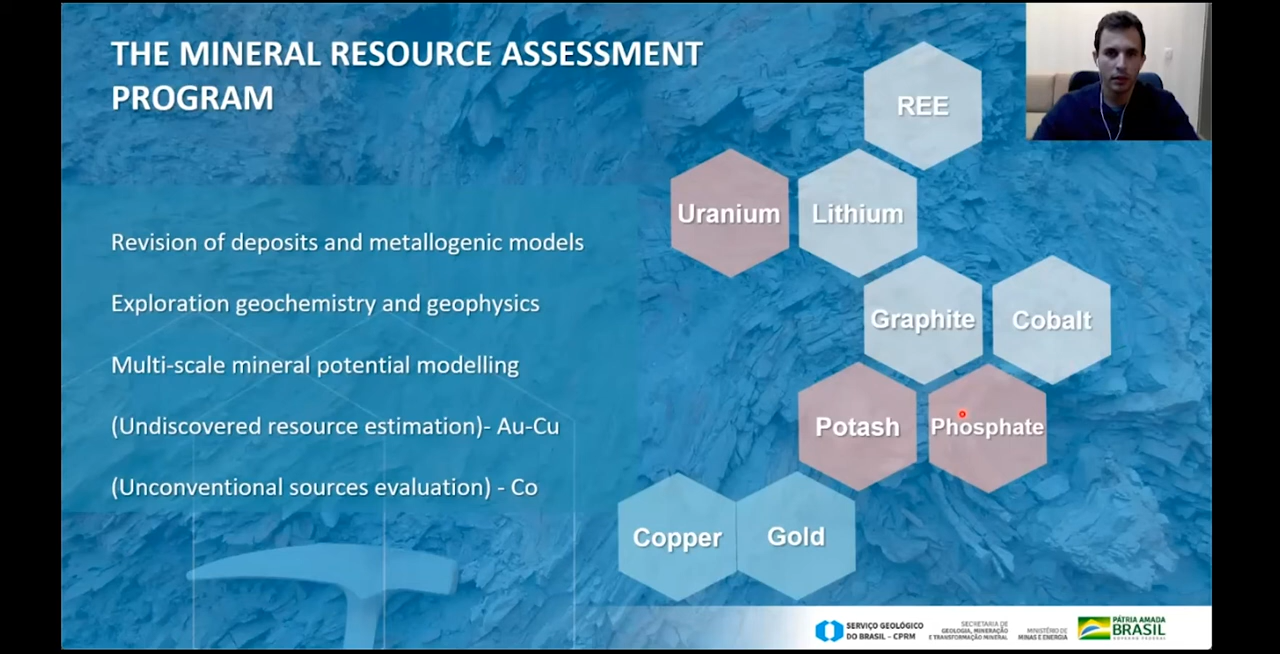 THE MINERAL RESOURCE ASSESSMENT
PROGRAM
Revision of deposits and metallogenic models
Exploration geochemistry and geophysics
Multi-scale mineral potential modelling
(Undiscovered resource estimation)- Au-Cu
(Unconventional sources evaluation) - Co
REE
Uranium
Lithium
Graphite
Cobalt
Potash
Phosphate
Copper
Gold
SERVIÇO GEOLÓGICO
DO BRASIL – CPRM
SECRETARIA DE
GEOLOGIA, MINERAÇÃO
E TRANSFORMAÇÃO MINERAL
MINISTÉRIO DE
MINAS E ENERGIA
PÁTRIA AMADA
BRASIL
GOVERNO FEDERAL